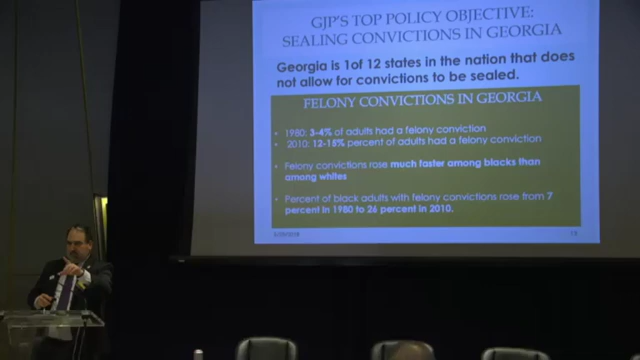 GJP'S TOP POLICY OBJECTIVE:
SEALING CONVICTIONS IN GEORGIA
Georgia is 1of 12 states in the nation that does
not allow for convictions to be sealed.
FELONY CONVICTIONS IN GEORGIA
• 1980: 3-4% of adults had a felony conviction
• 2010: 12-15% percent of adults had a felony conviction
• Felony convictions rose much faster among blacks than
among whites
• Percent of black adults with felony convictions rose from 7
percent in 1980 to 26 percent in 2010.